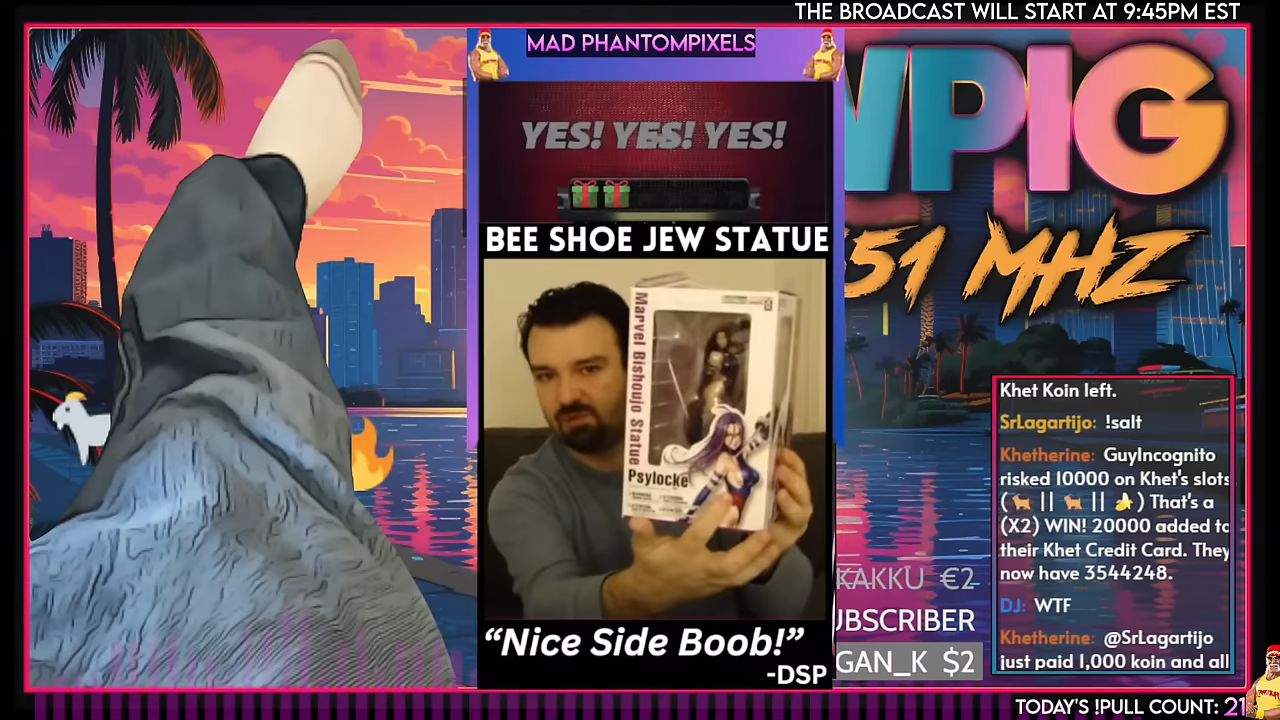 THE BROADCAST WILL START AT 9:45PM EST
MAD PHANTOMPIXELS
YES! YES! YES!
BEE SHOE JEW STATUE
Marvel Bishoujo Statue
Psylocke
"Nice Side Boob!"
-DSP
PIG
51 MHZ
Khet Koin left.
SrLagartijo: !salt
Khetherine: GuyIncognito
risked 10000 on Khet's slots
( 🐕 || 🐕 || 🍌 ) That's a
(X2) WIN! 20000 added to
their Khet Credit Card. They
now have 3544248.
DJ: WTF
Khetherine: @SrLagartijo
just paid 1,000 koin and all
KAKKU €2
UBSCRIBER
GAN_K $2
TODAY'S !PULL COUNT: 21